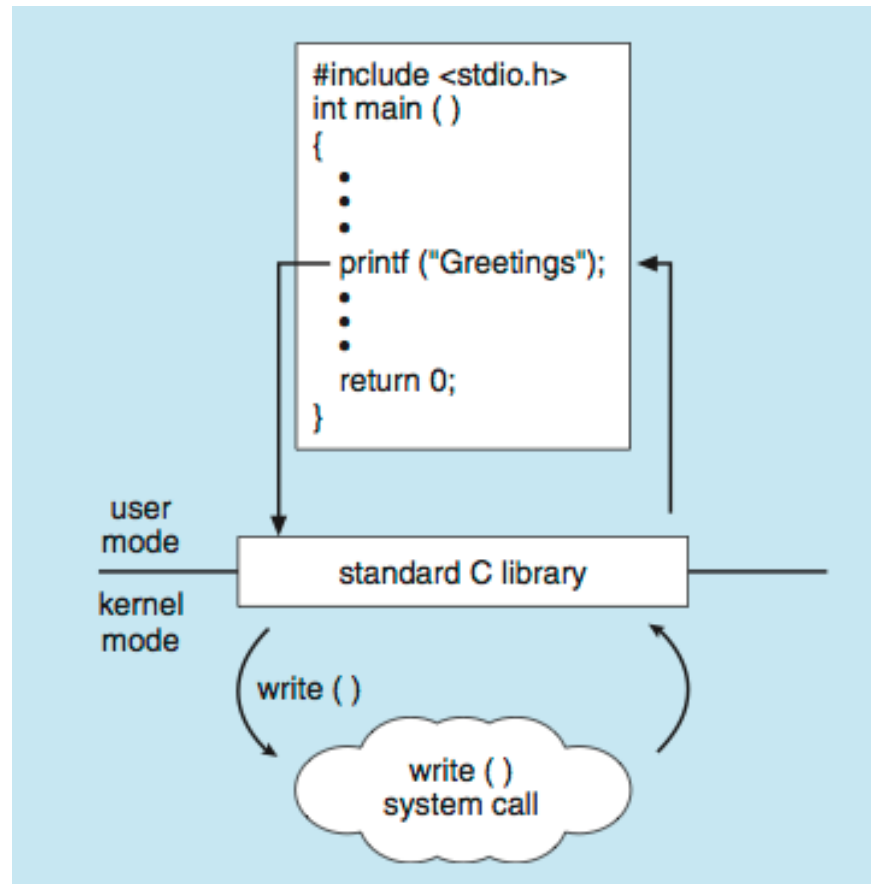 #include <stdio.h>
int main ( )
{
•
•
•
printf ("Greetings");
•
•
•
return 0;
}
user
mode
standard C library
kernel
mode
write ( )
write ( )
system call